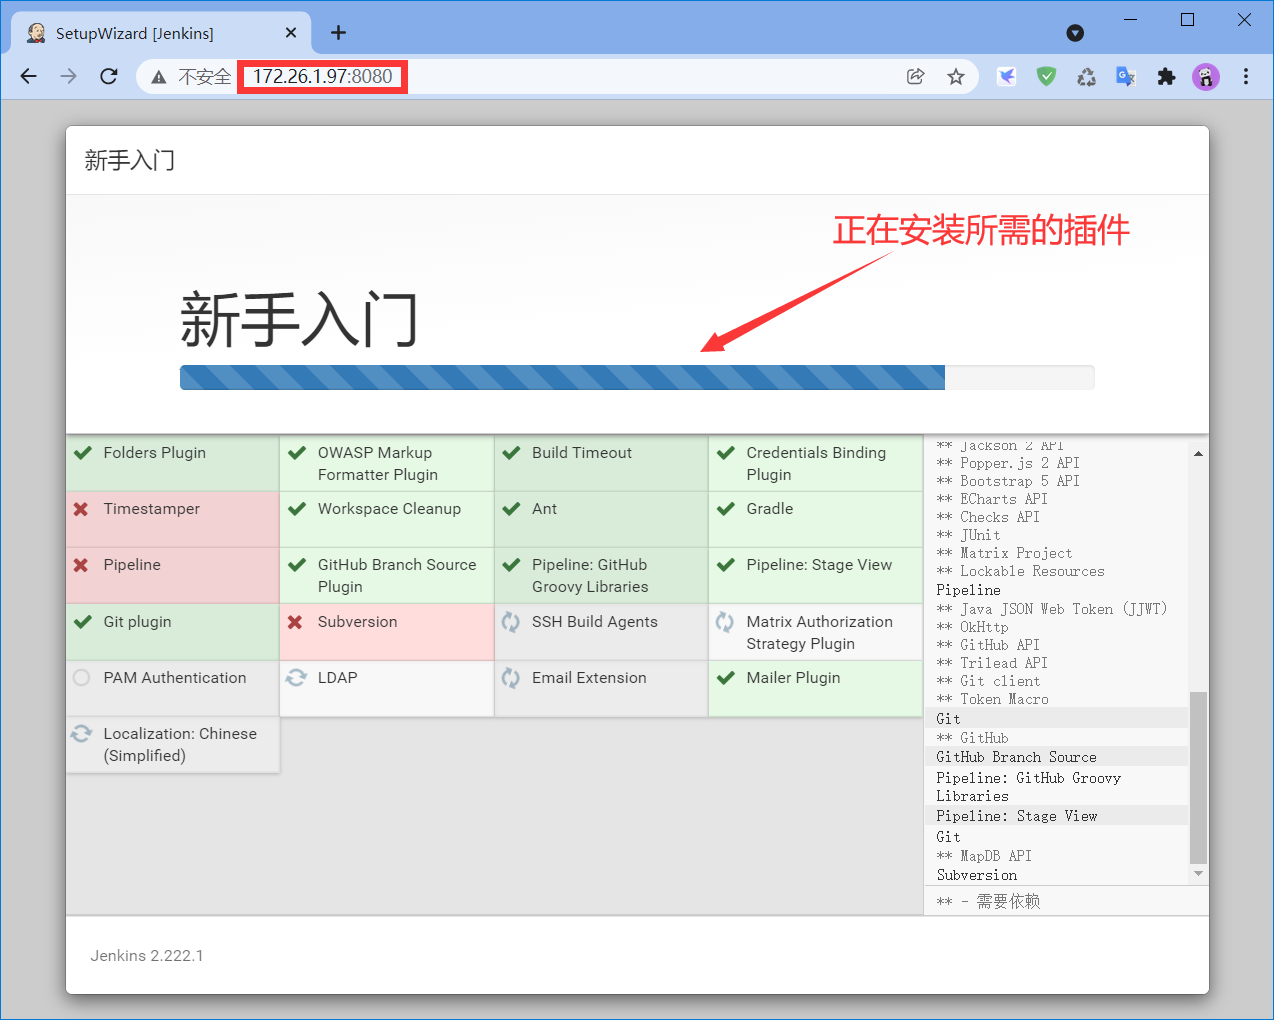 SetupWizard [Jenkins]
不安全
172.26.1.97:8080
新手入门
正在安装所需的插件
新手入门
Folders Plugin
OWASP Markup
Formatter Plugin
Build Timeout
Credentials Binding
Plugin
Timestamper
Workspace Cleanup
Ant
Gradle
Pipeline
GitHub Branch Source
Plugin
Pipeline: GitHub
Groovy Libraries
Pipeline: Stage View
Git plugin
Subversion
SSH Build Agents
Matrix Authorization
Strategy Plugin
PAM Authentication
LDAP
Email Extension
Mailer Plugin
Localization: Chinese
(Simplified)
** Jackson 2 API
** Popper.js 2 API
** Bootstrap 5 API
** ECharts API
** Checks API
** JUnit
** Matrix Project
** Lockable Resources
Pipeline
** Java JSON Web Token (JJWT)
** OkHttp
** GitHub API
** Trilead API
** Git client
** Token Macro
Git
** GitHub
GitHub Branch Source
Pipeline: GitHub Groovy
Libraries
Pipeline: Stage View
Git
** MapDB API
Subversion
** - 需要依赖
Jenkins 2.222.1